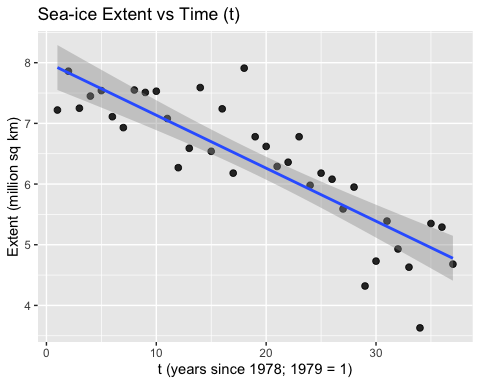 Sea-ice Extent vs Time (t)
Extent (million sq km)
8
7
6
5
4
0 10 20 30
t (years since 1978; 1979 = 1)